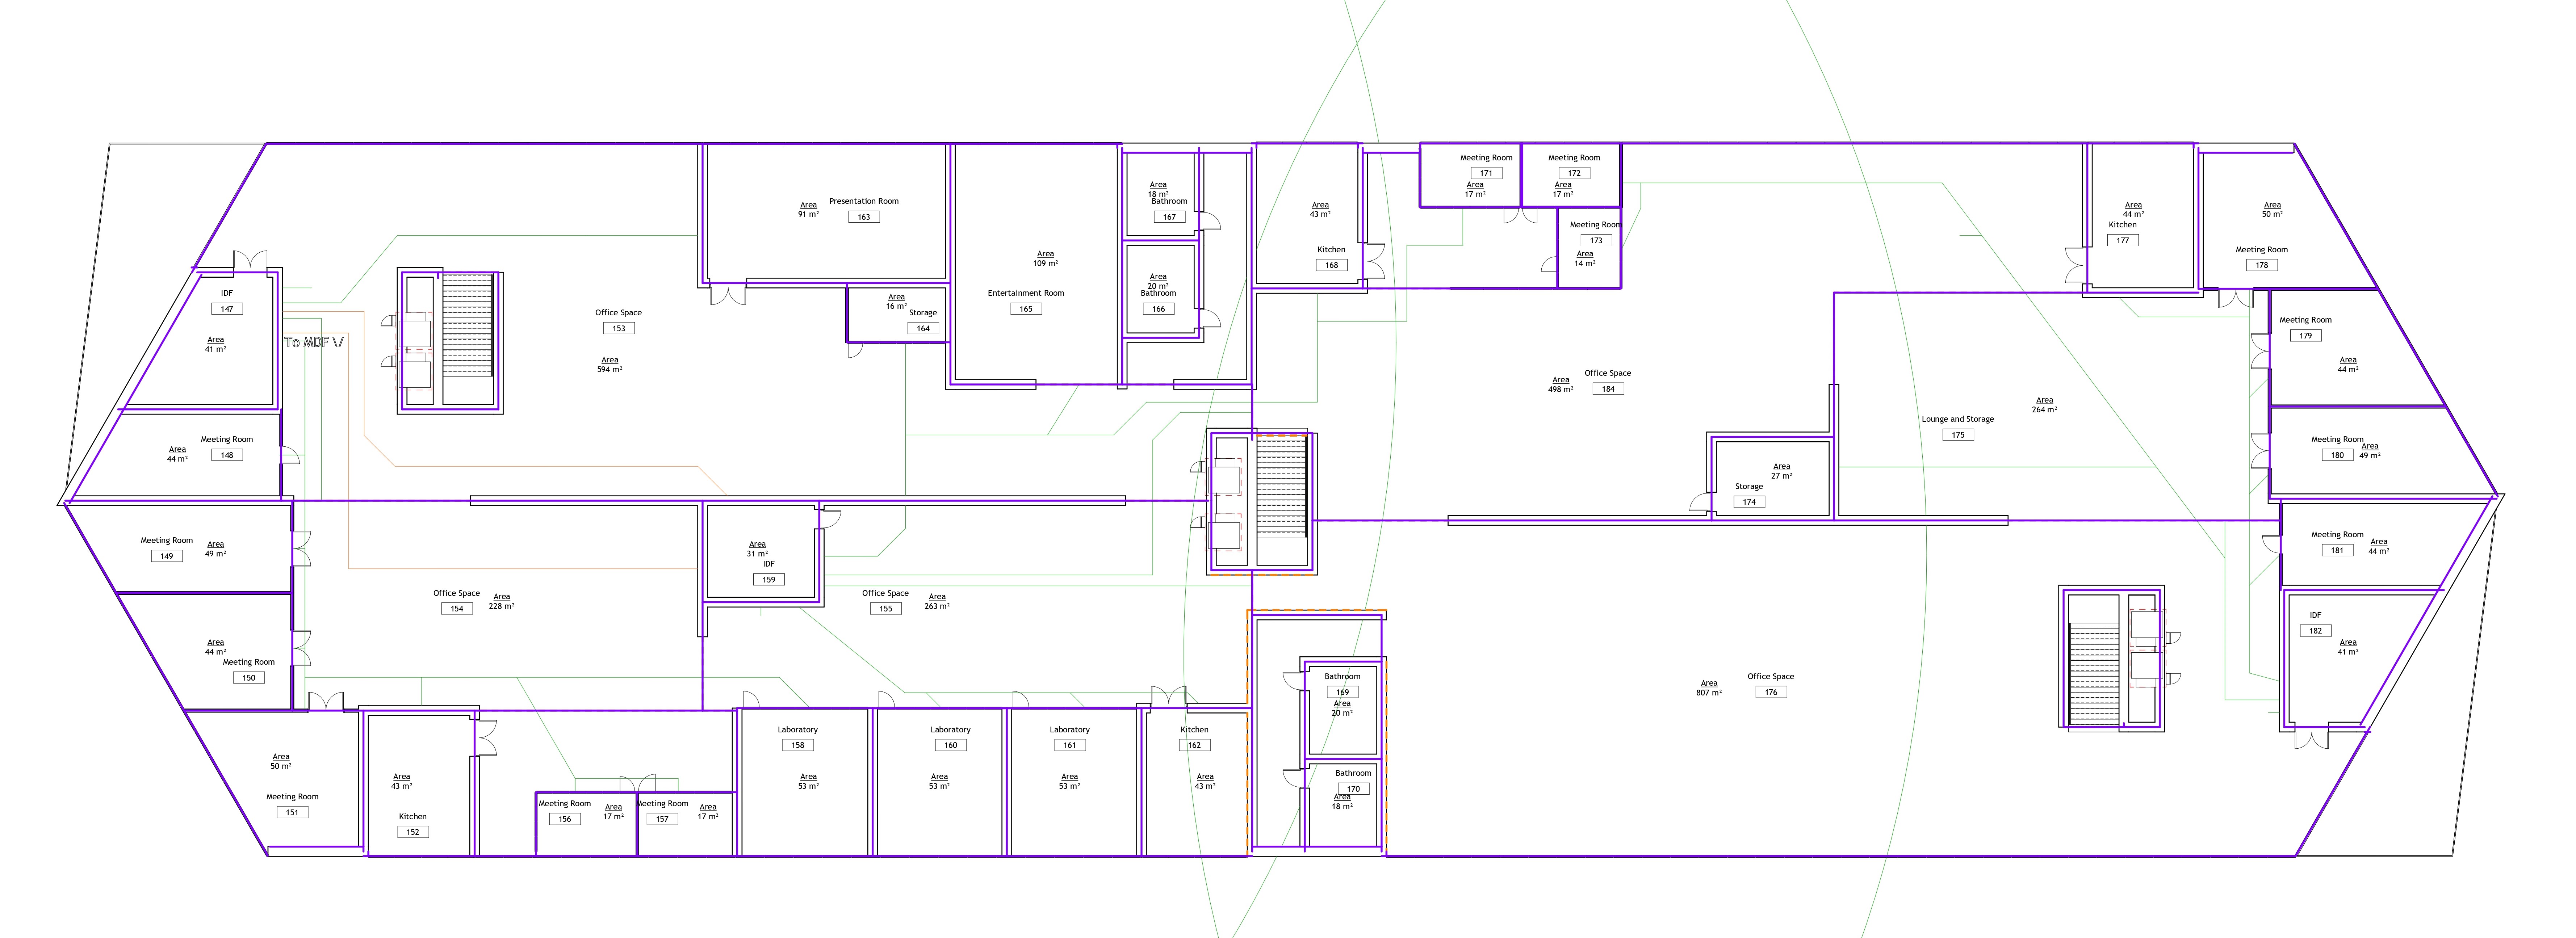 IDF
147
Area
41 m²
To MDF \/
Meeting Room
148
Area
44 m²
Meeting Room
149
Area
49 m²
Area
44 m²
Meeting Room
150
Area
50 m²
Meeting Room
151
Area
43 m²
Kitchen
152
Office Space
153
Area
594 m²
Office Space
154
Area
228 m²
Office Space
155
Area
263 m²
Meeting Room
156
Area
17 m²
Meeting Room
157
Area
17 m²
Laboratory
158
Area
53 m²
Area
31 m²
IDF
159
Laboratory
160
Area
53 m²
Laboratory
161
Area
53 m²
Kitchen
162
Area
43 m²
Presentation Room
163
Area
91 m²
Area
16 m²
Storage
164
Area
109 m²
Entertainment Room
165
Area
20 m²
Bathroom
166
Area
18 m²
Bathroom
167
Area
43 m²
Kitchen
168
Bathroom
169
Area
20 m²
Bathroom
170
Area
18 m²
Meeting Room
171
Area
17 m²
Meeting Room
172
Area
17 m²
Meeting Room
173
Area
14 m²
Area
27 m²
Storage
174
Lounge and Storage
175
Area
264 m²
Area
807 m²
Office Space
176
Area
44 m²
Kitchen
177
Area
50 m²
Meeting Room
178
Meeting Room
179
Area
44 m²
Meeting Room
180
Area
49 m²
Meeting Room
181
Area
44 m²
IDF
182
Area
41 m²
Office Space
184
Area
498 m²